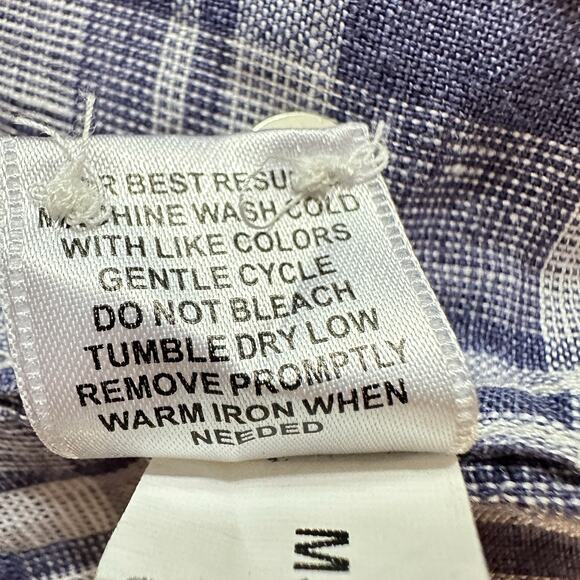 BEST
MACHINE WASH COLD
WITH LIKE COLORS
GENTLE CYCLE
DO NOT BLEACH
TUMBLE DRY LOW
REMOVE PROMPTLY
WARM IRON WHEN
NEEDED
M